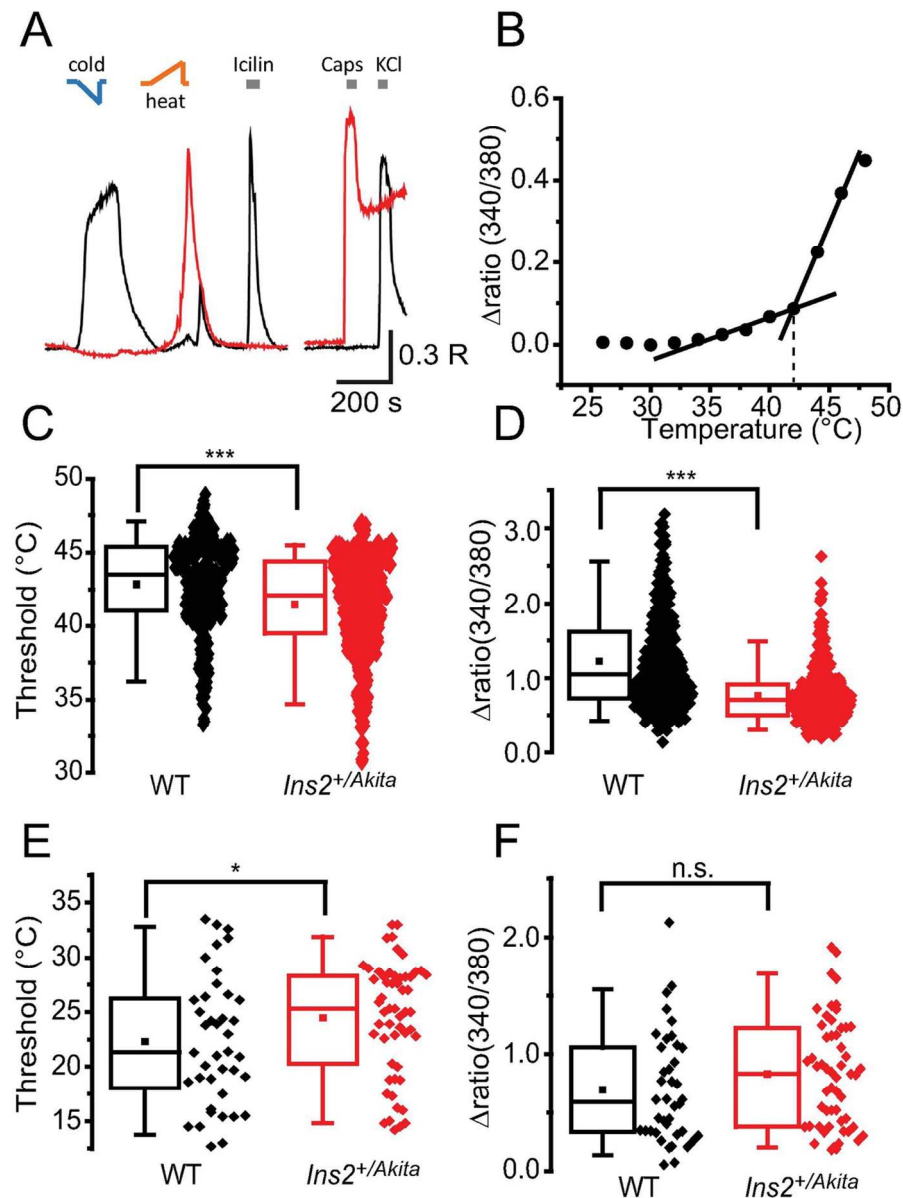 A
cold
heat
Icilin
Caps
KCl
0.3 R
200 s
B
Δratio (340/380)
0.6
0.4
0.2
0.0
25 30 35 40 45 50
Temperature (°C)
C
Threshold (°C)
50
45
40
35
30
***
WT
Ins2+/Akita
D
Δratio(340/380)
3.0
2.0
1.0
0.0
***
WT
Ins2+/Akita
E
Threshold (°C)
35
30
25
20
15
*
WT
Ins2+/Akita
F
Δratio(340/380)
2.0
1.0
0.0
n.s.
WT
Ins2+/Akita